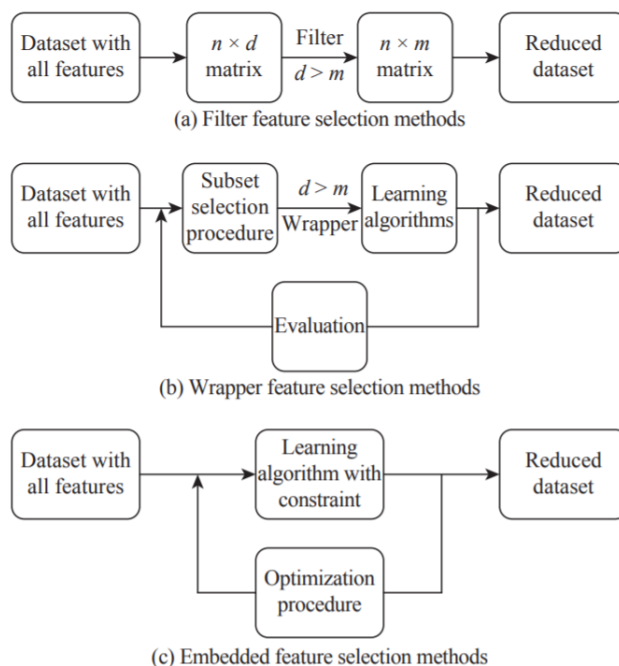 Dataset with
all features
n × d
matrix
Filter
d > m
n × m
matrix
Reduced
dataset
(a) Filter feature selection methods
Dataset with
all features
Subset
selection
procedure
d > m
Wrapper
Learning
algorithms
Reduced
dataset
Evaluation
(b) Wrapper feature selection methods
Dataset with
all features
Learning
algorithm with
constraint
Reduced
dataset
Optimization
procedure
(c) Embedded feature selection methods